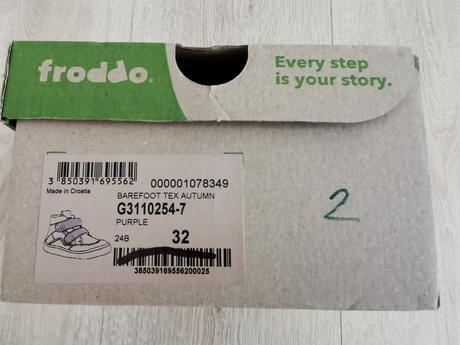 froddo®
Every step
is your story.
3 850391 695562
000001078349
Made in Croatia
BAREFOOT TEX AUTUMN
G3110254-7
PURPLE
24B
32
385039169556200025
2